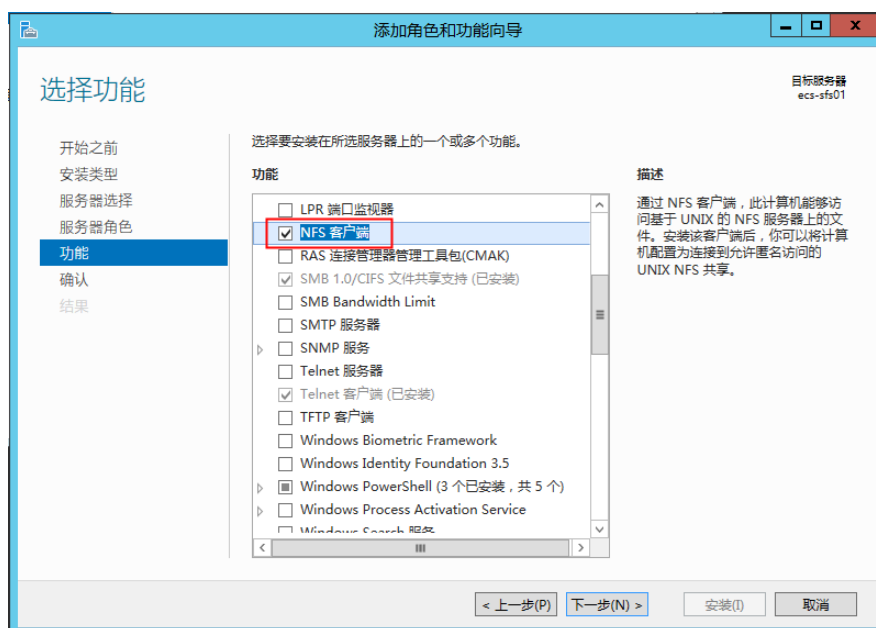 添加角色和功能向导
选择功能
目标服务器
ecs-sfs01
开始之前
安装类型
服务器选择
服务器角色
功能
确认
结果
选择要安装在所选服务器上的一个或多个功能。
功能
LPR 端口监视器
NFS 客户端
RAS 连接管理器管理工具包(CMAK)
SMB 1.0/CIFS 文件共享支持 (已安装)
SMB Bandwidth Limit
SMTP 服务器
SNMP 服务
Telnet 服务器
Telnet 客户端 (已安装)
TFTP 客户端
Windows Biometric Framework
Windows Identity Foundation 3.5
Windows PowerShell (3 个已安装，共 5 个)
Windows Process Activation Service
Windows Search 服务
描述
通过 NFS 客户端，此计算机能够访
问基于 UNIX 的 NFS 服务器上的文
件。安装该客户端后，你可以将计算
机配置为连接到允许匿名访问的
UNIX NFS 共享。
< 上一步(P)
下一步(N) >
安装(I)
取消